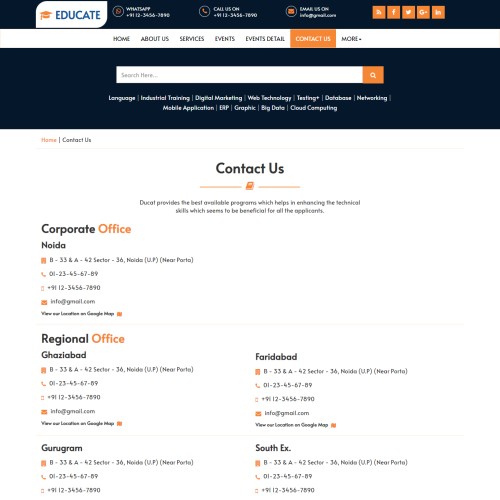 EDUCATE
WHATSAPP
+91 12-3456-7890
CALL US ON
+91 12-3456-7890
EMAIL US ON
info@gmail.com
HOME ABOUT US SERVICES EVENTS EVENTS DETAIL CONTACT US MORE
Search Here...
Language | Industrial Training | Digital Marketing | Web Technology | Testing+ | Database | Networking |
Mobile Application | ERP | Graphic | Big Data | Cloud Computing
Home | Contact Us
Contact Us
Ducat provides the best available programs which helps in enhancing the technical
skills which seems to be beneficial for all the applicants.
Corporate Office
Noida
B - 33 & A - 42 Sector - 36, Noida (U.P) (Near Porta)
01-23-45-67-89
+91 12-3456-7890
info@gmail.com
View our Location on Google Map
Regional Office
Ghaziabad
B - 33 & A - 42 Sector - 36, Noida (U.P) (Near Porta)
01-23-45-67-89
+91 12-3456-7890
info@gmail.com
View our Location on Google Map
Faridabad
B - 33 & A - 42 Sector - 36, Noida (U.P) (Near Porta)
01-23-45-67-89
+91 12-3456-7890
info@gmail.com
View our Location on Google Map
Gurugram
B - 33 & A - 42 Sector - 36, Noida (U.P) (Near Porta)
01-23-45-67-89
+91 12-3456-7890
South Ex.
B - 33 & A - 42 Sector - 36, Noida (U.P) (Near Porta)
01-23-45-67-89
+91 12-3456-7890